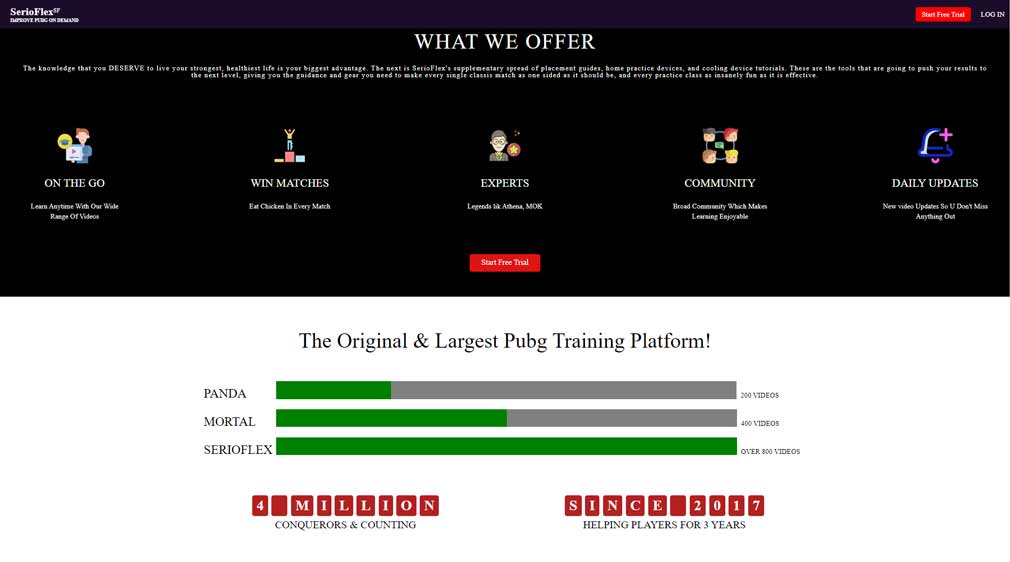 SerioFlexSF
IMPROVE PUBG ON DEMAND
Start Free Trial
LOG IN
WHAT WE OFFER
The knowledge that you DESERVE to live your strongest, healthiest life is your biggest advantage. The next is SerioFlex's supplementary spread of placement guides, home practice devices, and cooling device tutorials. These are the tools that are going to push your results to
the next level, giving you the guidance and gear you need to make every single classis match as one sided as it should be, and every practice class as insanely fun as it is effective.
ON THE GO
Learn Anytime With Our Wide
Range Of Videos
WIN MATCHES
Eat Chicken In Every Match
EXPERTS
Legends lik Athena, MOK
COMMUNITY
Broad Community Which Makes
Learning Enjoyable
DAILY UPDATES
New video Updates So U Don't Miss
Anything Out
Start Free Trial
The Original & Largest Pubg Training Platform!
PANDA
200 VIDEOS
MORTAL
400 VIDEOS
SERIOFLEX
OVER 800 VIDEOS
4 MILLION
CONQUERORS & COUNTING
SINCE 2017
HELPING PLAYERS FOR 3 YEARS